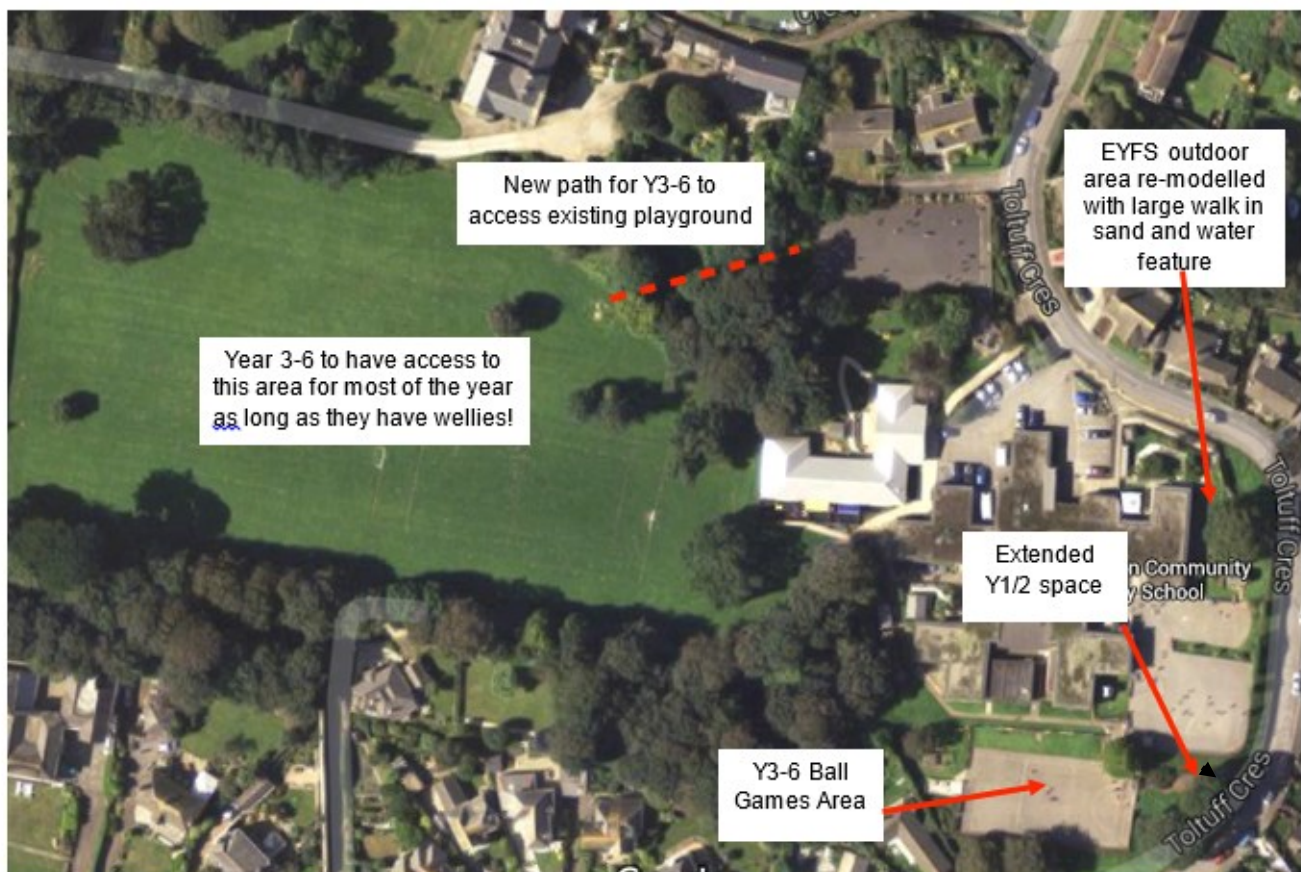 Cres
New path for Y3-6 to
access existing playground
EYFS outdoor
area re-modelled
with large walk in
sand and water
feature
Toltuff Cres
Year 3-6 to have access to
this area for most of the year
as long as they have wellies!
Toltuff Cres
Extended
Y1/2 space
n Community
y School
Y3-6 Ball
Games Area
Toltuff Cres